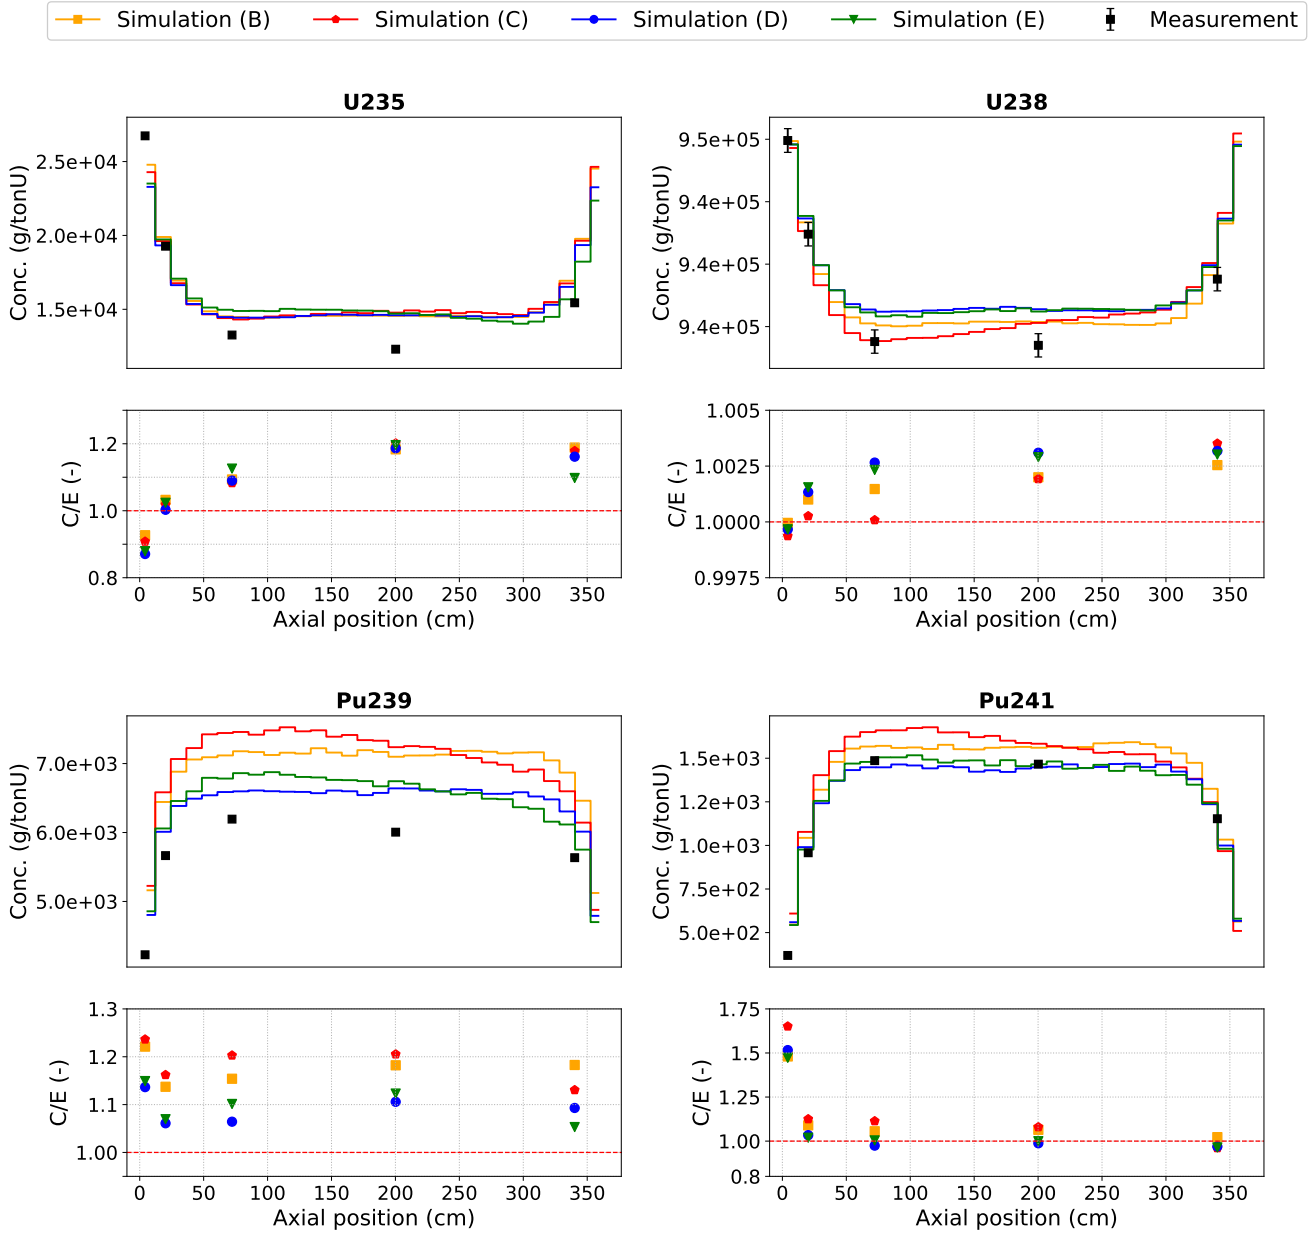 Simulation (B) Simulation (C) Simulation (D) Simulation (E) Measurement
U235
Conc. (g/tonU)
2.5e+04
2.0e+04
1.5e+04
C/E (-)
1.2
1.0
0.8
0 50 100 150 200 250 300 350
Axial position (cm)
U238
Conc. (g/tonU)
9.5e+05
9.4e+05
9.4e+05
9.4e+05
C/E (-)
1.005
1.0025
1.0000
0.9975
0 50 100 150 200 250 300 350
Axial position (cm)
Pu239
Conc. (g/tonU)
7.0e+03
6.0e+03
5.0e+03
C/E (-)
1.3
1.2
1.1
1.00
0 50 100 150 200 250 300 350
Axial position (cm)
Pu241
Conc. (g/tonU)
1.5e+03
1.2e+03
1.0e+03
7.5e+02
5.0e+02
C/E (-)
1.75
1.5
1.25
1.00
0.8
0 50 100 150 200 250 300 350
Axial position (cm)